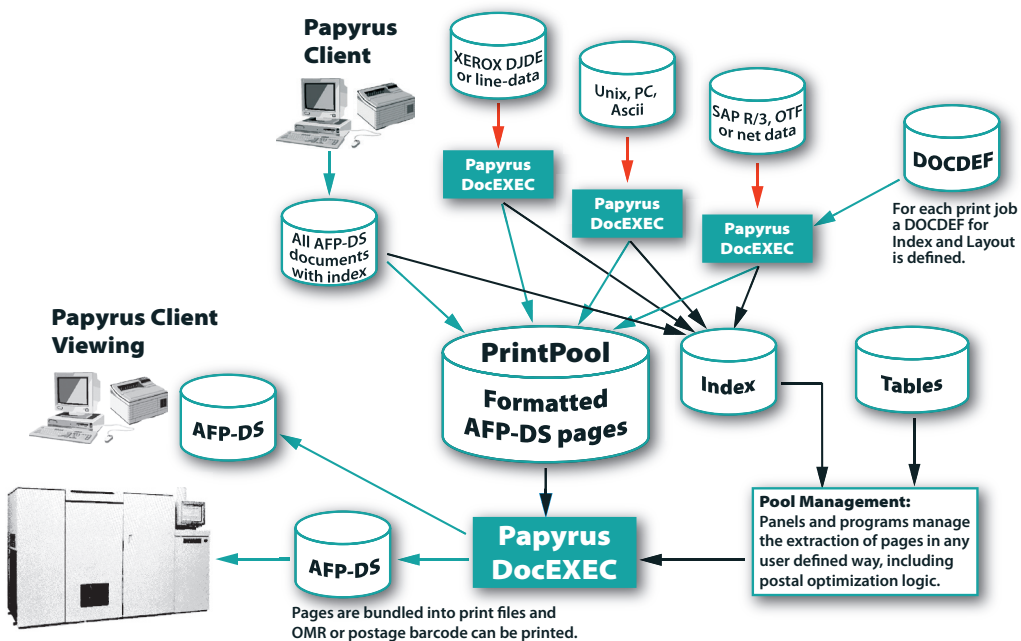 Papyrus
Client
XEROX DJDE
or line-data
Unix, PC,
Ascii
SAP R/3, OTF
or net data
DOCDEF
For each print job
a DOCDEF for
Index and Layout
is defined.
Papyrus
DocEXEC
Papyrus
DocEXEC
Papyrus
DocEXEC
All AFP-DS
documents
with index
Papyrus Client
Viewing
PrintPool
Formatted
AFP-DS pages
Index
Tables
AFP-DS
Pool Management:
Panels and programs manage
the extraction of pages in any
user defined way, including
postal optimization logic.
Papyrus
DocEXEC
AFP-DS
Pages are bundled into print files and
OMR or postage barcode can be printed.